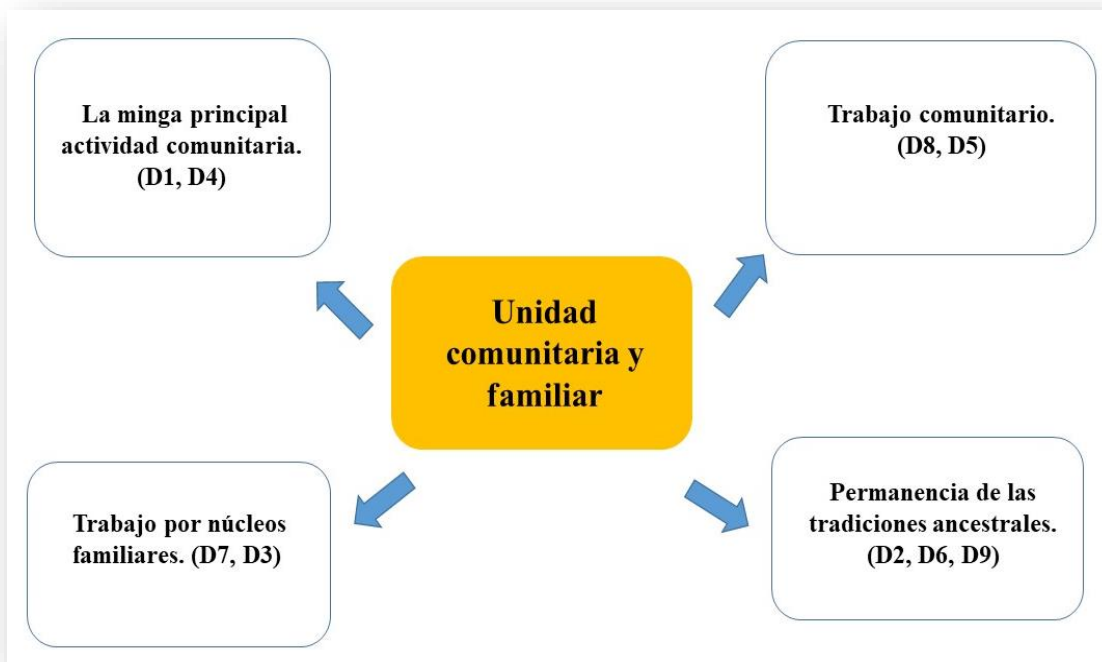 La minga principal
actividad comunitaria.
(D1, D4)
Trabajo comunitario.
(D8, D5)
Unidad
comunitaria y
familiar
Trabajo por núcleos
familiares. (D7, D3)
Permanencia de las
tradiciones ancestrales.
(D2, D6, D9)